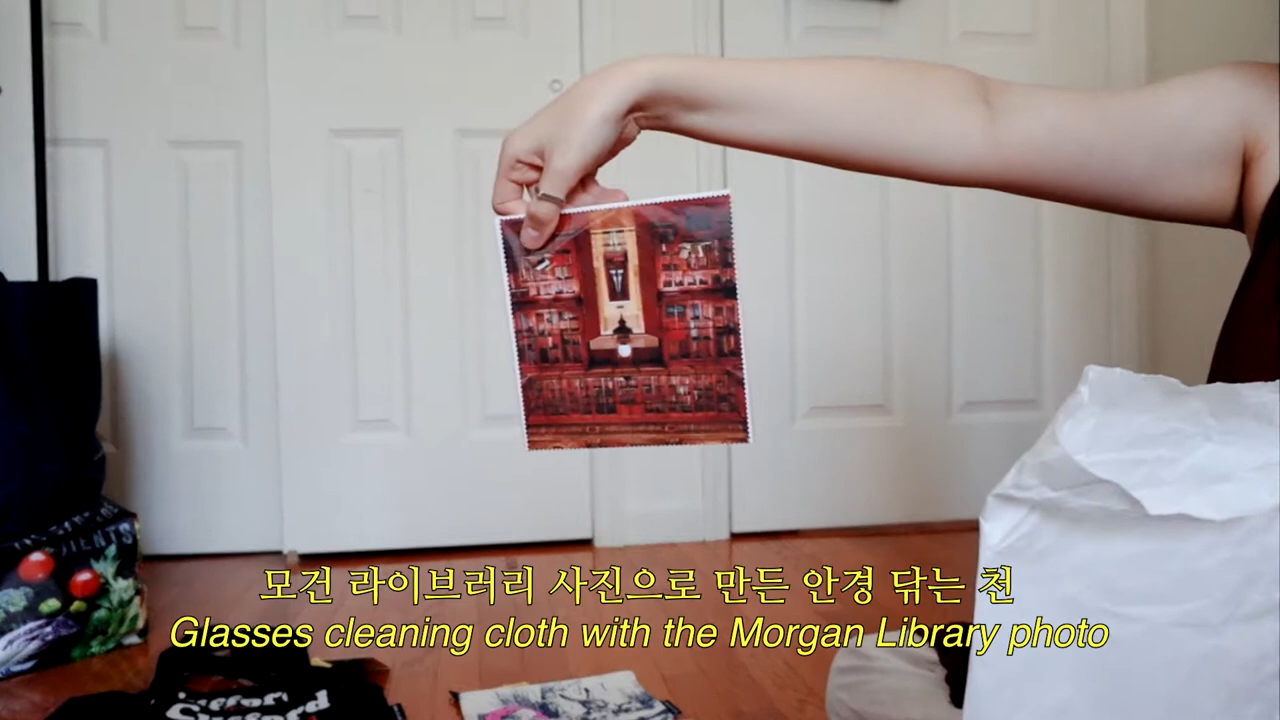 모건 라이브러리 사진으로 만든 안경 닦는 천
Glasses cleaning cloth with the Morgan Library photo